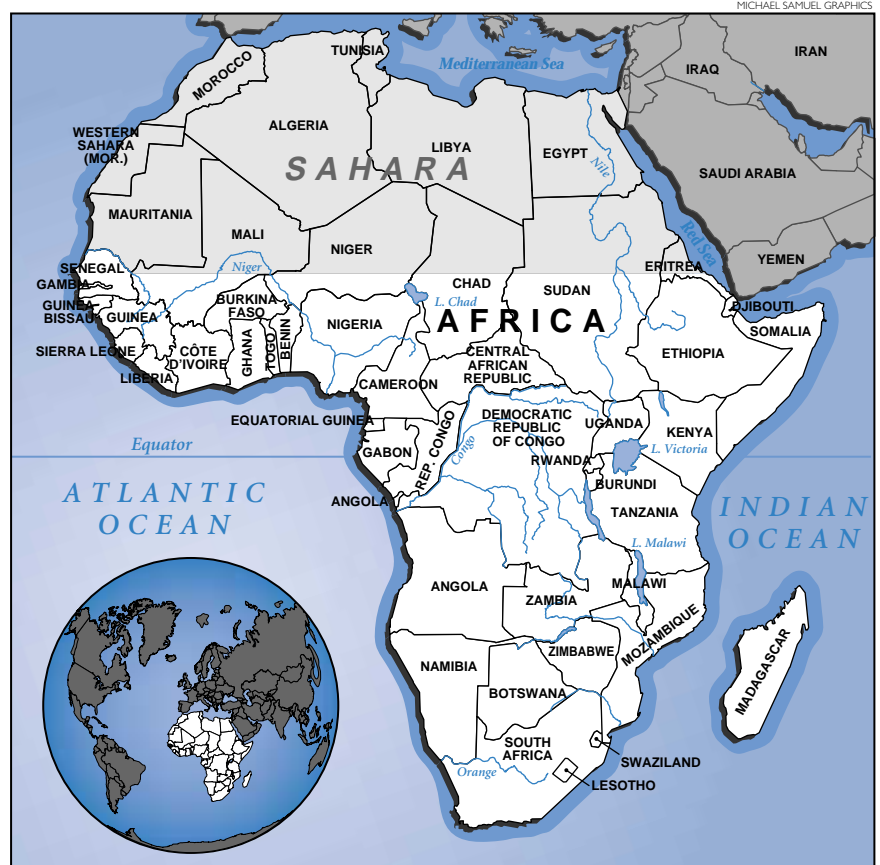 MICHAEL SAMUEL GRAPHICS
IRAN
TUNISIA
Mediterranean Sea
IRAQ
MOROCCO
ALGERIA
WESTERN
SAHARA
(MOR.)
LIBYA
EGYPT
Nile
SAHARA
SAUDI ARABIA
MAURITANIA
MALI
NIGER
Red Sea
YEMEN
SENEGAL
Niger
ERITREA
GAMBIA
CHAD
SUDAN
L. Chad
GUINEA
BISSAU
GUINEA
BURKINA
FASO
NIGERIA
AFRICA
DJIBOUTI
SOMALIA
SIERRA LEONE
CÔTE
D'IVOIRE
GHANA
TOGO
BENIN
CENTRAL
AFRICAN
REPUBLIC
ETHIOPIA
LIBERIA
CAMEROON
EQUATORIAL GUINEA
DEMOCRATIC
REPUBLIC
OF CONGO
UGANDA
KENYA
Equator
GABON
REP. CONGO
Congo
RWANDA
L. Victoria
BURUNDI
ATLANTIC
OCEAN
ANGOLA
TANZANIA
INDIAN
OCEAN
L. Malawi
ANGOLA
ZAMBIA
MALAWI
MOZAMBIQUE
MADAGASCAR
NAMIBIA
ZIMBABWE
BOTSWANA
SOUTH
AFRICA
SWAZILAND
Orange
LESOTHO